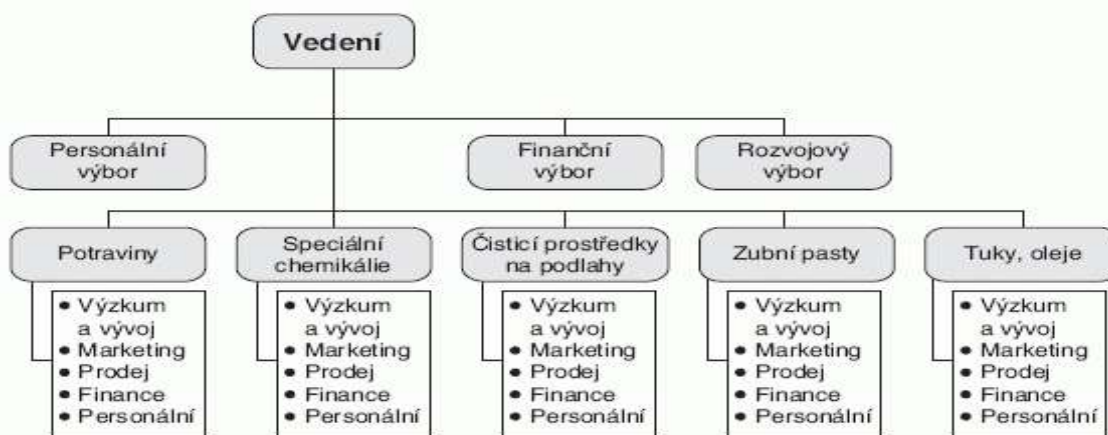 Vedení
Personální
výbor
Finanční
výbor
Rozvojový
výbor
Potraviny
Speciální
chemikálie
Čisticí prostředky
na podlahy
Zubní pasty
Tuky, oleje
• Výzkum
a vývoj
• Marketing
• Prodej
• Finance
• Personální
• Výzkum
a vývoj
• Marketing
• Prodej
• Finance
• Personální
• Výzkum
a vývoj
• Marketing
• Prodej
• Finance
• Personální
• Výzkum
a vývoj
• Marketing
• Prodej
• Finance
• Personální
• Výzkum
a vývoj
• Marketing
• Prodej
• Finance
• Personální